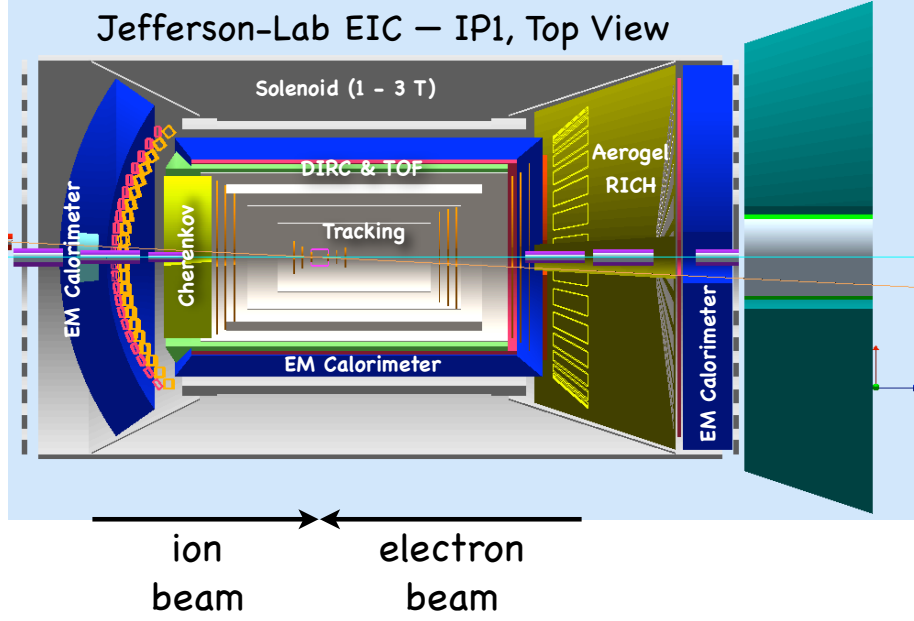 Jefferson-Lab EIC — IP1, Top View
Solenoid (1 - 3 T)
DIRC & TOF
Aerogel
RICH
EM Calorimeter
Cherenkov
Tracking
EM Calorimeter
EM Calorimeter
ion
beam
electron
beam